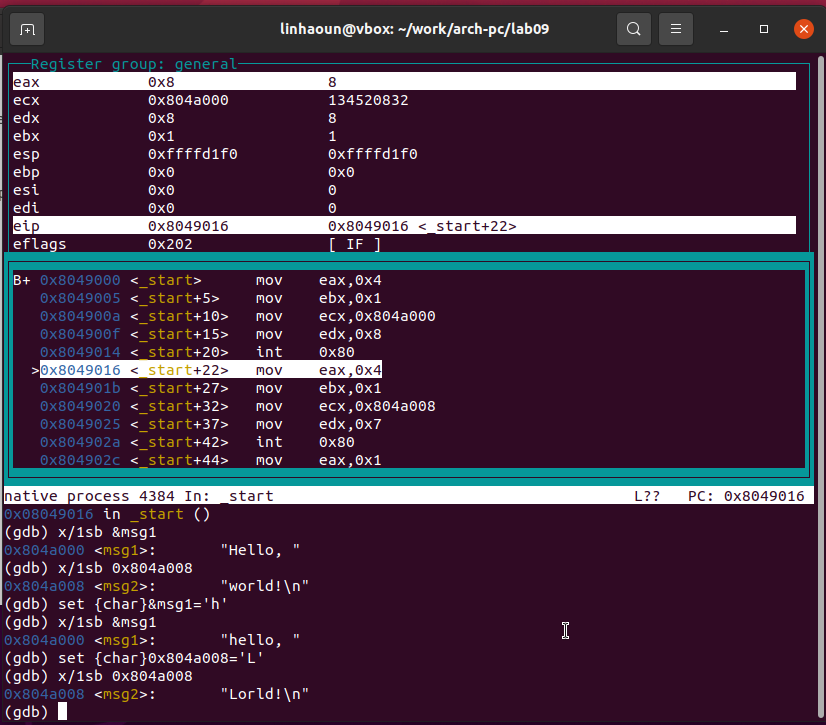 linhaoun@vbox: ~/work/arch-pc/lab09
Register group: general
eax 0x8 8
ecx 0x804a000 134520832
edx 0x8 8
ebx 0x1 1
esp 0xffffd1f0 0xffffd1f0
ebp 0x0 0x0
esi 0x0 0
edi 0x0 0
eip 0x8049016 0x8049016 <_start+22>
eflags 0x202 [ IF ]
B+ 0x8049000 <_start> mov eax,0x4
0x8049005 <_start+5> mov ebx,0x1
0x804900a <_start+10> mov ecx,0x804a000
0x804900f <_start+15> mov edx,0x8
0x8049014 <_start+20> int 0x80
>0x8049016 <_start+22> mov eax,0x4
0x804901b <_start+27> mov ebx,0x1
0x8049020 <_start+32> mov ecx,0x804a008
0x8049025 <_start+37> mov edx,0x7
0x804902a <_start+42> int 0x80
0x804902c <_start+44> mov eax,0x1
native process 4384 In: _start L?? PC: 0x8049016
0x08049016 in _start ()
(gdb) x/1sb &msg1
0x804a000 <msg1>: "Hello, "
(gdb) x/1sb 0x804a008
0x804a008 <msg2>: "world!\n"
(gdb) set {char}&msg1='h'
(gdb) x/1sb &msg1
0x804a000 <msg1>: "hello, "
(gdb) set {char}0x804a008='L'
(gdb) x/1sb 0x804a008
0x804a008 <msg2>: "Lorld!\n"
(gdb)